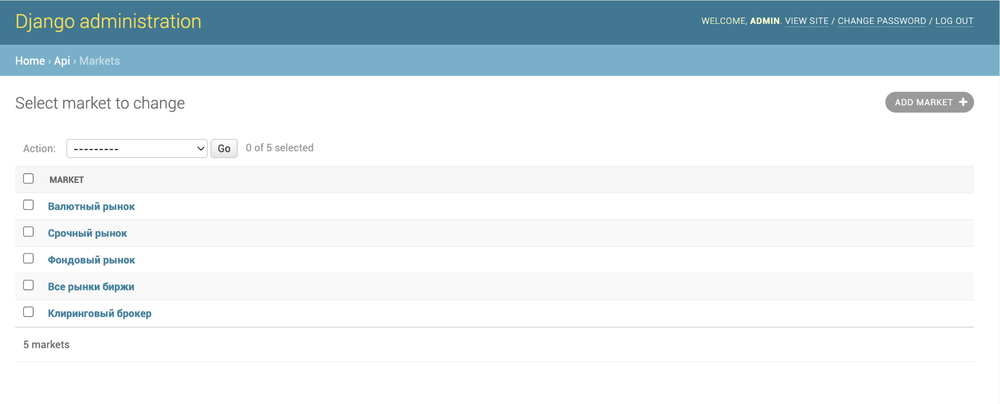 Django administration
WELCOME, ADMIN. VIEW SITE / CHANGE PASSWORD / LOG OUT
Home › Api › Markets
Select market to change
ADD MARKET +
Action: --------- Go 0 of 5 selected
MARKET
Валютный рынок
Срочный рынок
Фондовый рынок
Все рынки биржи
Клиринговый брокер
5 markets